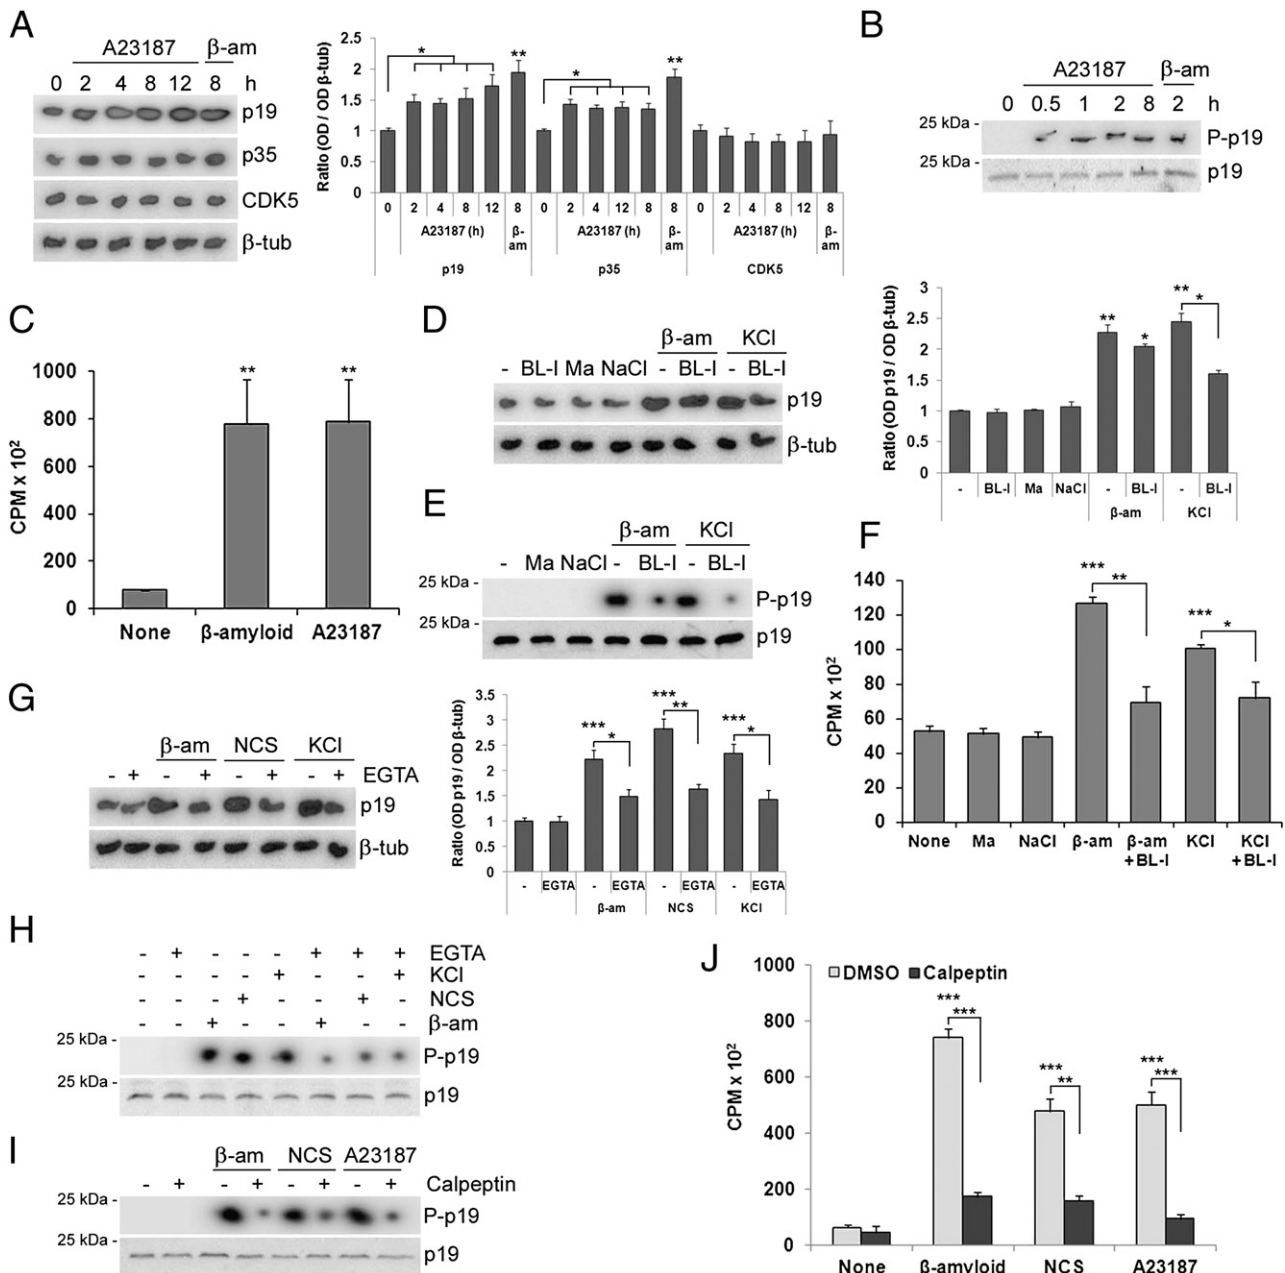 A
A23187 β-am
0 2 4 8 12 8 h
p19
p35
CDK5
β-tub
Ratio (OD / OD β-tub)
2.5
2
1.5
1
0.5
0
* ** * **
0 2 4 8 12 8 0 2 4 12 8 8 0 2 4 8 12 8
A23187 (h) β-am A23187 (h) β-am A23187 (h) β-am
p19 p35 CDK5
B
A23187 β-am
0 0.5 1 2 8 2 h
25 kDa - P-p19
25 kDa - p19
C
CPM x 10²
1000
800
600
400
200
0
** **
None β-amyloid A23187
D
β-am KCl
- BL-I Ma NaCl - BL-I - BL-I
p19
β-tub
Ratio (OD p19 / OD β-tub)
3
2.5
2
1.5
1
0.5
0
** * ** *
- BL-I Ma NaCl - BL-I - BL-I
β-am KCl
E
β-am KCl
- Ma NaCl - BL-I - BL-I
25 kDa - P-p19
25 kDa - p19
F
CPM x 10²
140
120
100
80
60
40
20
0
*** ** *** *
None Ma NaCl β-am β-am +BL-I KCl KCl +BL-I
G
β-am NCS KCl
- + - + - + - + EGTA
p19
β-tub
Ratio (OD p19 / OD β-tub)
3.5
3
2.5
2
1.5
1
0.5
0
*** * *** ** *** *
- EGTA - EGTA - EGTA - EGTA
β-am NCS KCl
H
- + - - - + + + EGTA
- - - - + - - + KCl
- - - + - - + - NCS
- - + - - + - - β-am
25 kDa - P-p19
25 kDa - p19
I
β-am NCS A23187
- + - + - + - + Calpeptin
25 kDa - P-p19
25 kDa - p19
J
CPM x 10²
1000
800
600
400
200
0
DMSO Calpeptin
*** *** *** ** *** ***
None β-amyloid NCS A23187